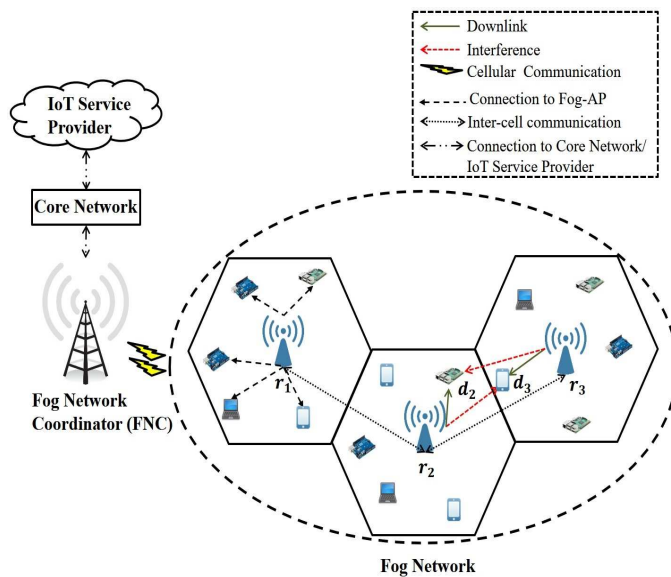 Downlink
Interference
Cellular Communication
Connection to Fog-AP
Inter-cell communication
Connection to Core Network/
IoT Service Provider
IoT Service
Provider
Core Network
Fog Network
Coordinator (FNC)
r1
d2
d3
r3
r2
Fog Network